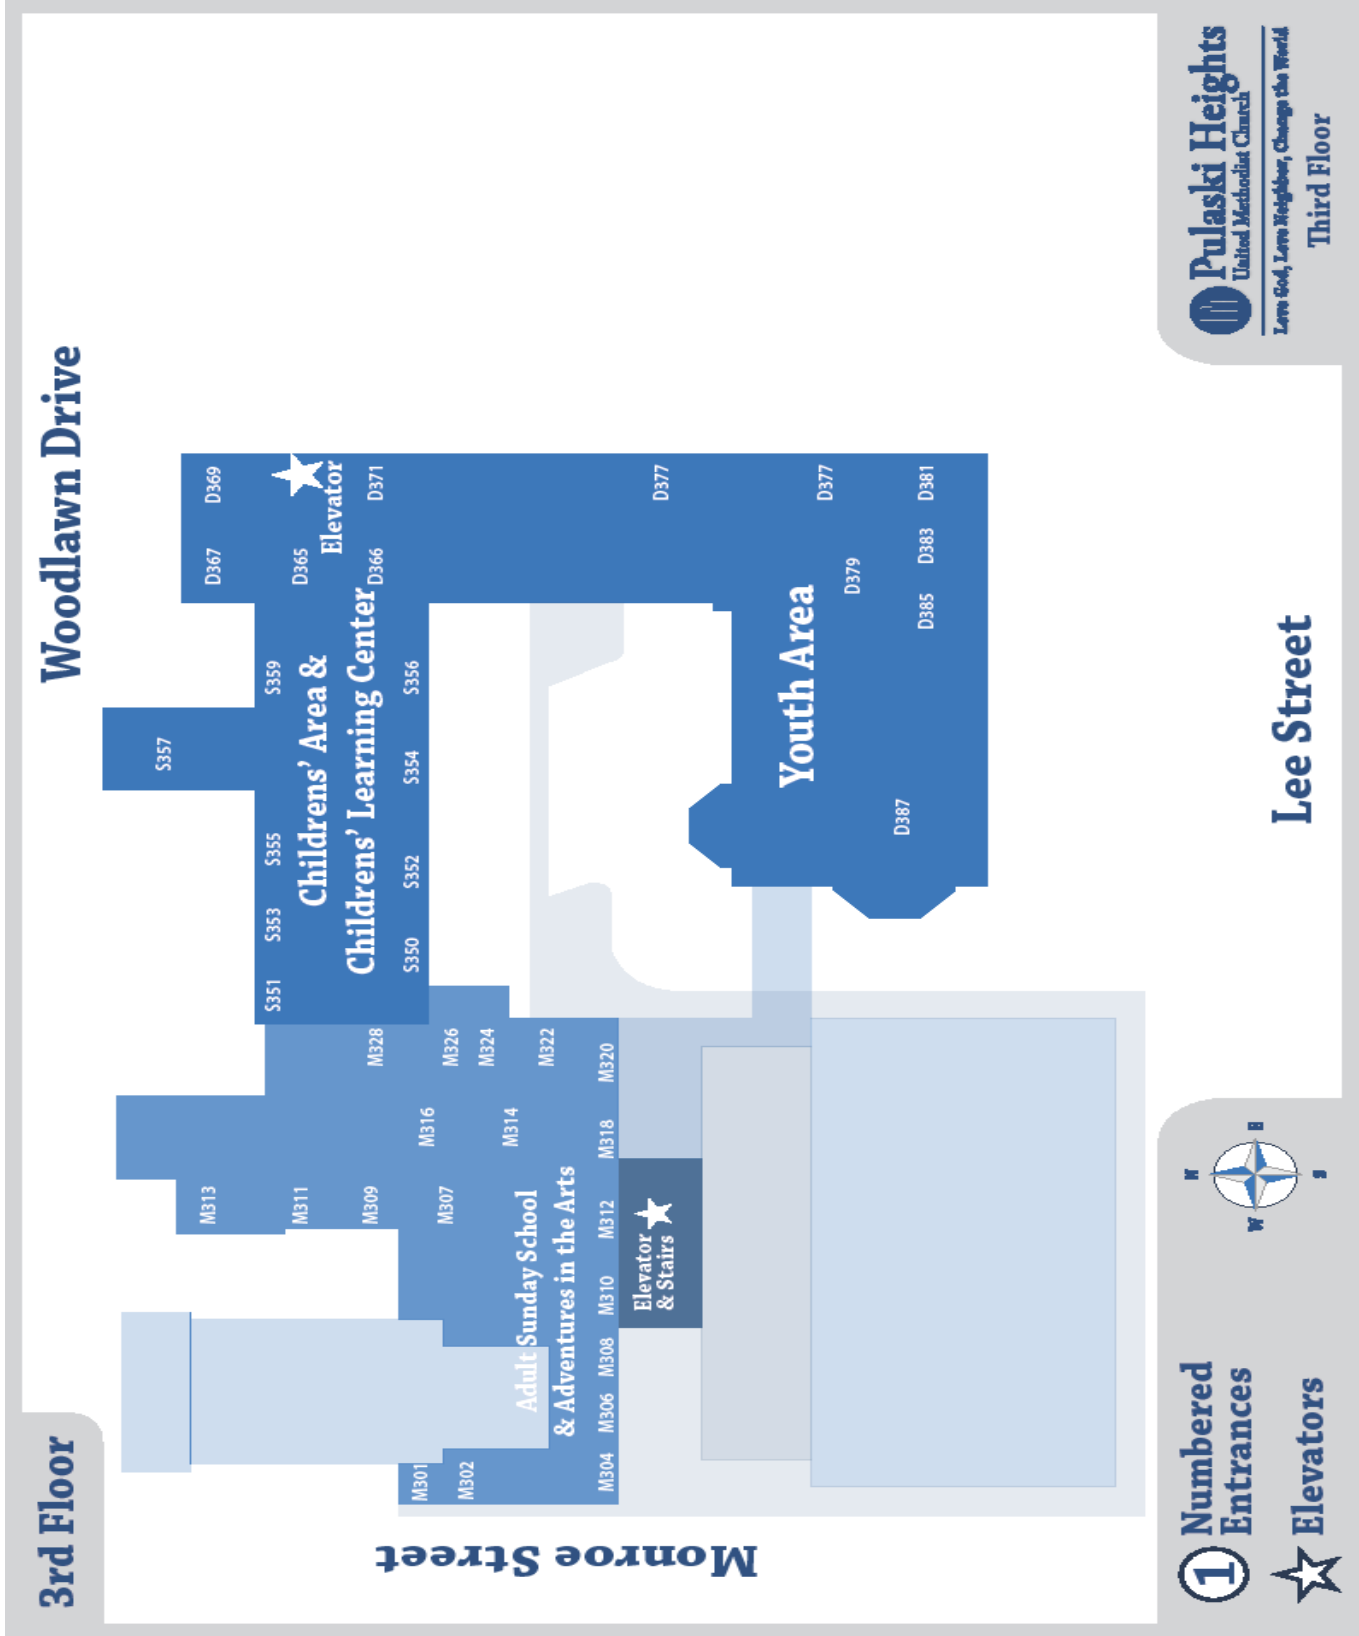 3rd Floor
Woodlawn Drive
Monroe Street
Lee Street
S357
D367
D369
D365
Elevator
D366
D371
S351
S353
S355
S359
Childrens' Area &
Childrens' Learning Center
S350
S352
S354
S356
M313
M311
M309
M307
M328
M326
M324
M322
M316
M314
M301
M302
Adult Sunday School
& Adventures in the Arts
M304
M306
M308
M310
M312
M318
M320
Elevator
& Stairs
D377
Youth Area
D377
D379
D387
D385
D383
D381
1 Numbered
Entrances
Elevators
N
W
E
S
Pulaski Heights
United Methodist Church
Love God, Love Neighbor, Change the World
Third Floor